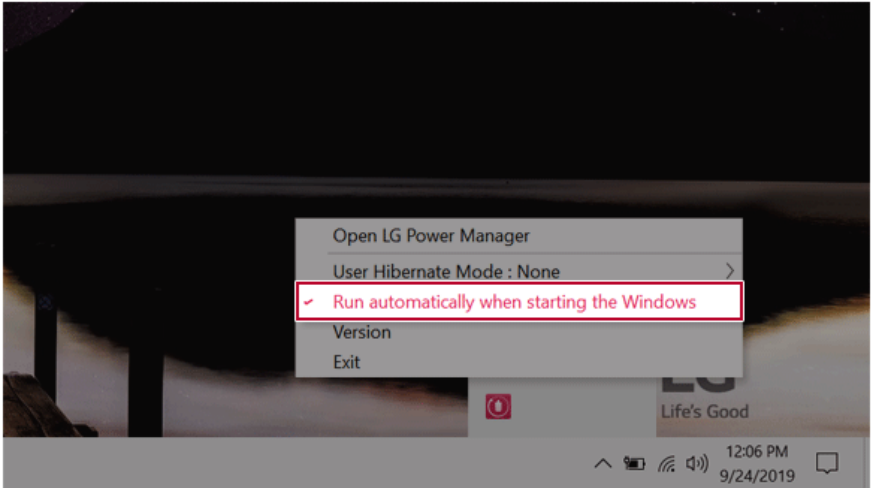 Open LG Power Manager
User Hibernate Mode : None
Run automatically when starting the Windows
Version
Exit
LG
Life's Good
12:06 PM
9/24/2019